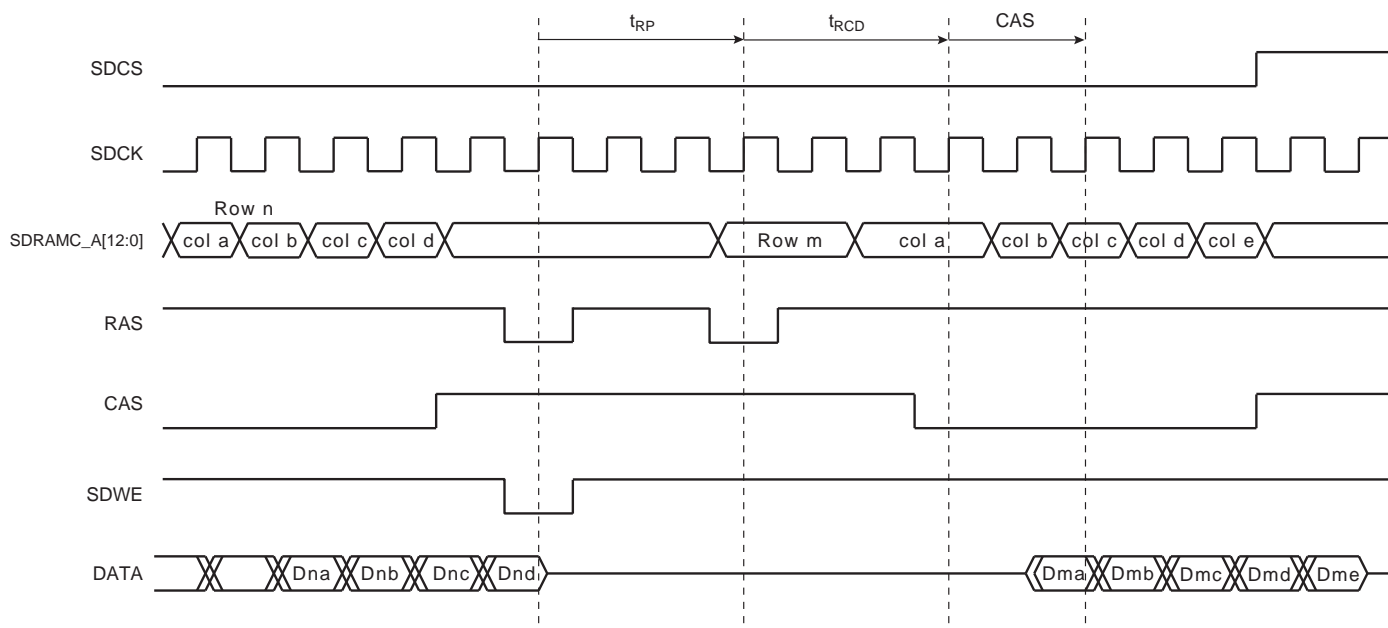 tRP tRCD CAS
SDCS
SDCK
Row n
SDRAMC_A[12:0] col a col b col c col d Row m col a col b col c col d col e
RAS
CAS
SDWE
DATA Dna Dnb Dnc Dnd Dma Dmb Dmc Dmd Dme